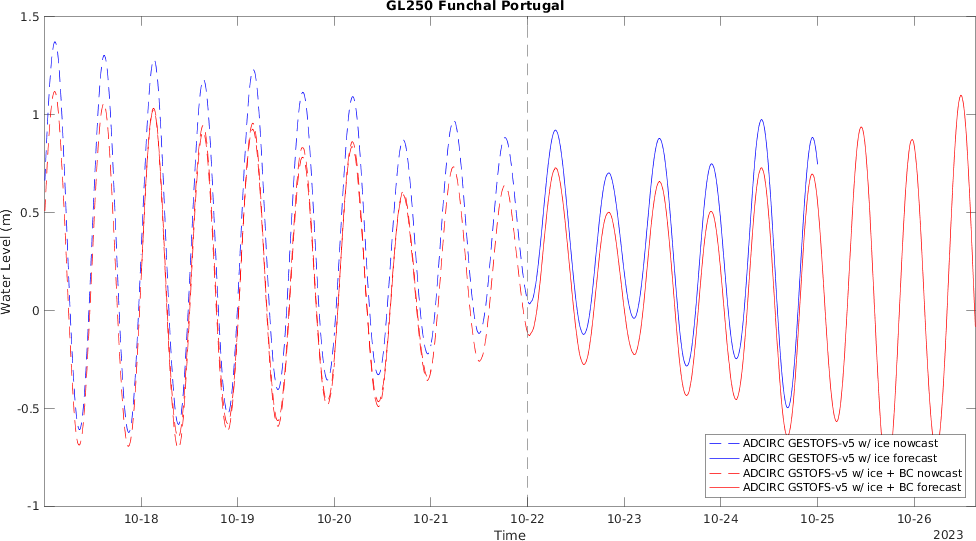 GL250 Funchal Portugal
1.5
1
0.5
0
-0.5
-1
Water Level (m)
ADCIRC GESTOFS-v5 w/ ice nowcast
ADCIRC GESTOFS-v5 w/ ice forecast
ADCIRC GSTOFS-v5 w/ ice + BC nowcast
ADCIRC GSTOFS-v5 w/ ice + BC forecast
10-18 10-19 10-20 10-21 10-22 10-23 10-24 10-25 10-26
Time
2023